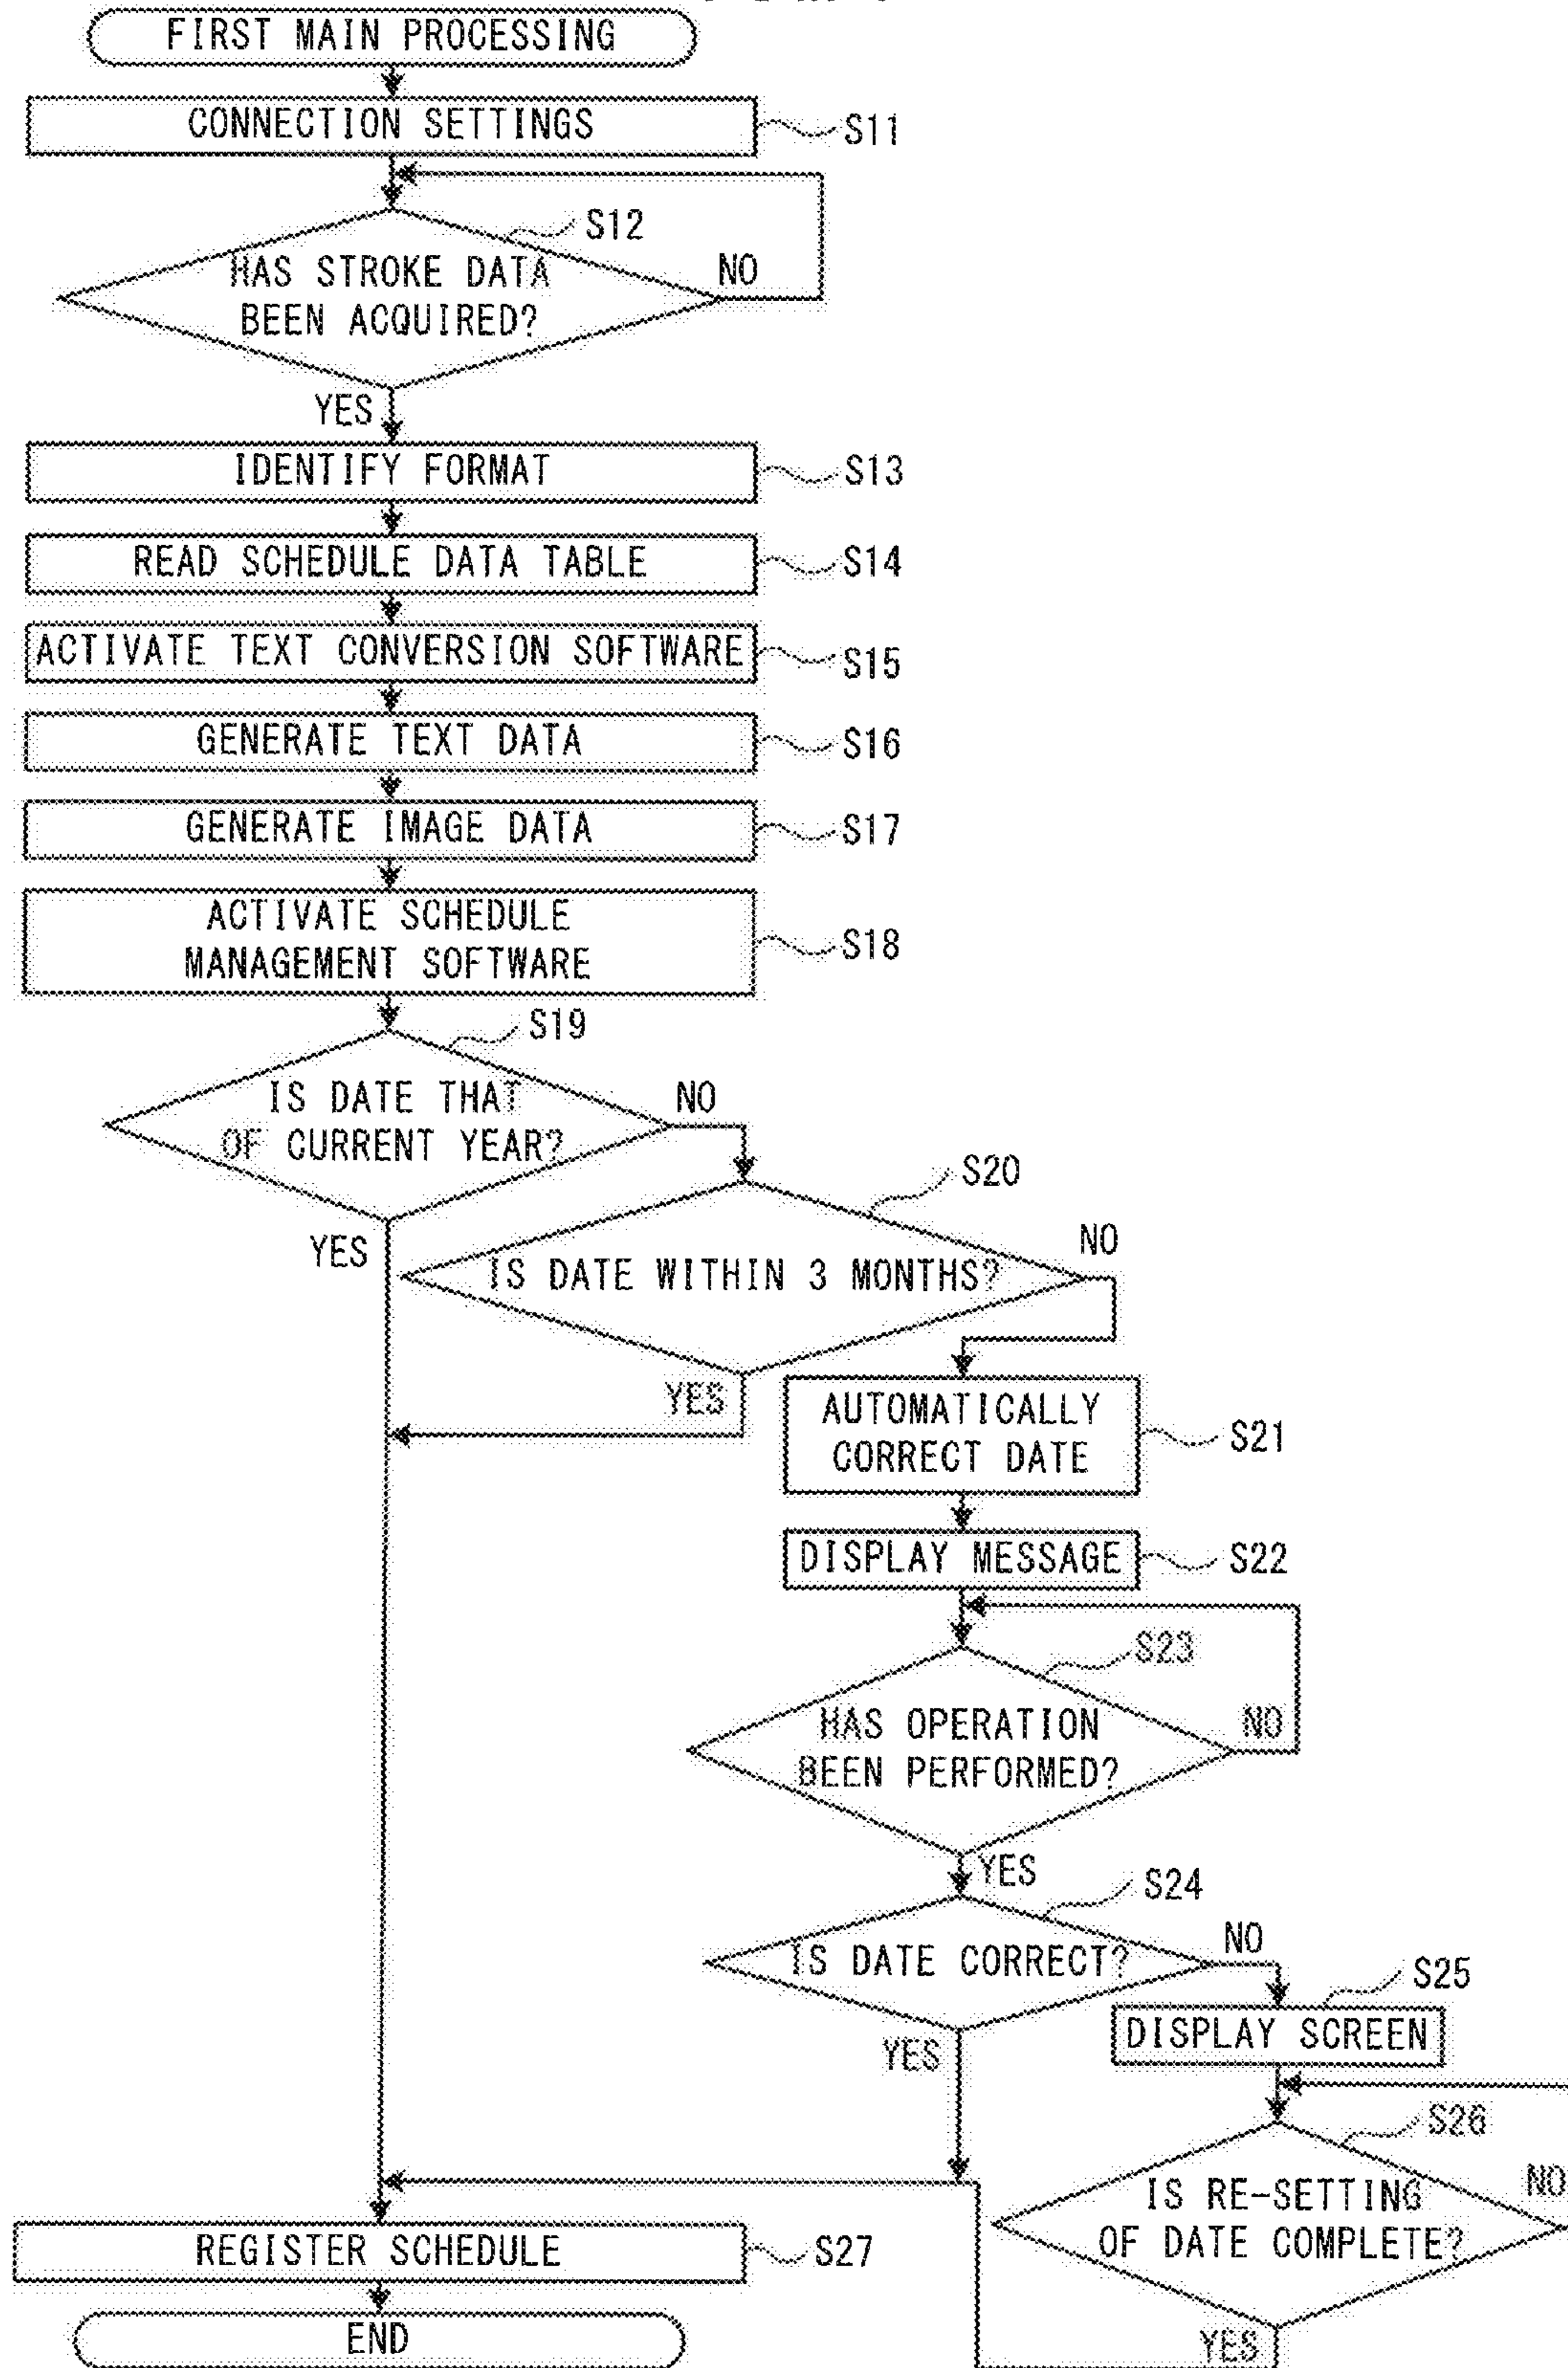 FIRST MAIN PROCESSING
CONNECTION SETTINGS
S11
S12
HAS STROKE DATA
BEEN ACQUIRED?
NO
YES
IDENTIFY FORMAT
S13
READ SCHEDULE DATA TABLE
S14
ACTIVATE TEXT CONVERSION SOFTWARE
S15
GENERATE TEXT DATA
S16
GENERATE IMAGE DATA
S17
ACTIVATE SCHEDULE
MANAGEMENT SOFTWARE
S18
S19
IS DATE THAT
OF CURRENT YEAR?
NO
YES
S20
IS DATE WITHIN 3 MONTHS?
NO
YES
AUTOMATICALLY
CORRECT DATE
S21
DISPLAY MESSAGE
S22
S23
HAS OPERATION
BEEN PERFORMED?
NO
YES
S24
IS DATE CORRECT?
NO
YES
S25
DISPLAY SCREEN
S26
IS RE-SETTING
OF DATE COMPLETE?
NO
YES
REGISTER SCHEDULE
S27
END